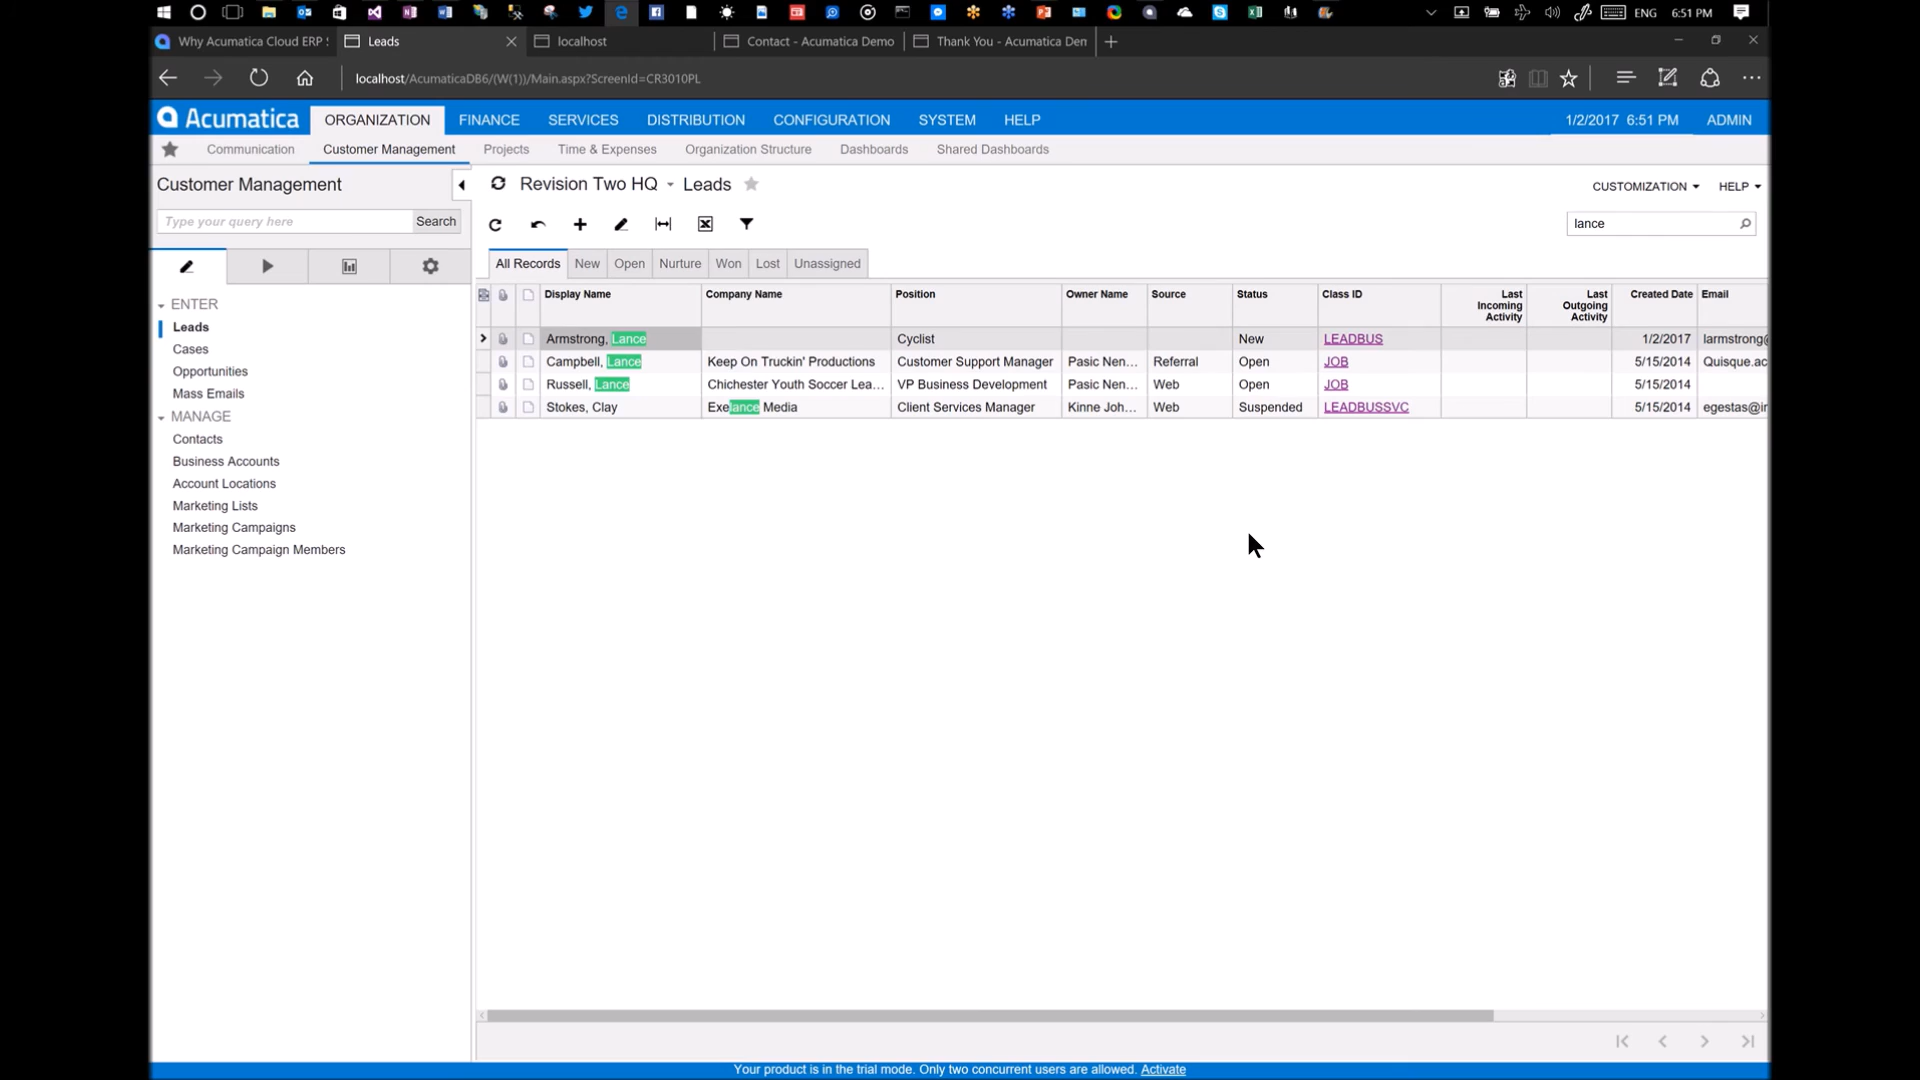 ENG 6:51 PM
Why Acumatica Cloud ERP S
Leads
localhost
Contact - Acumatica Demo
Thank You - Acumatica Den
localhost/AcumaticaDB6/(W(1))/Main.aspx?ScreenId=CR3010PL
Acumatica ORGANIZATION FINANCE SERVICES DISTRIBUTION CONFIGURATION SYSTEM HELP 1/2/2017 6:51 PM ADMIN
Communication Customer Management Projects Time & Expenses Organization Structure Dashboards Shared Dashboards
Customer Management
Type your query here Search
ENTER
Leads
Cases
Opportunities
Mass Emails
MANAGE
Contacts
Business Accounts
Account Locations
Marketing Lists
Marketing Campaigns
Marketing Campaign Members
Revision Two HQ Leads CUSTOMIZATION HELP
lance
All Records New Open Nurture Won Lost Unassigned
Display Name Company Name Position Owner Name Source Status Class ID Last Incoming Activity Last Outgoing Activity Created Date Email
Armstrong, Lance Cyclist New LEADBUS 1/2/2017 larmstrong@
Campbell, Lance Keep On Truckin' Productions Customer Support Manager Pasic Nen... Referral Open JOB 5/15/2014 Quisque.ac
Russell, Lance Chichester Youth Soccer Lea... VP Business Development Pasic Nen... Web Open JOB 5/15/2014
Stokes, Clay Exelance Media Client Services Manager Kinne Joh... Web Suspended LEADBUSSVC 5/15/2014 egestas@in
Your product is in the trial mode. Only two concurrent users are allowed. Activate